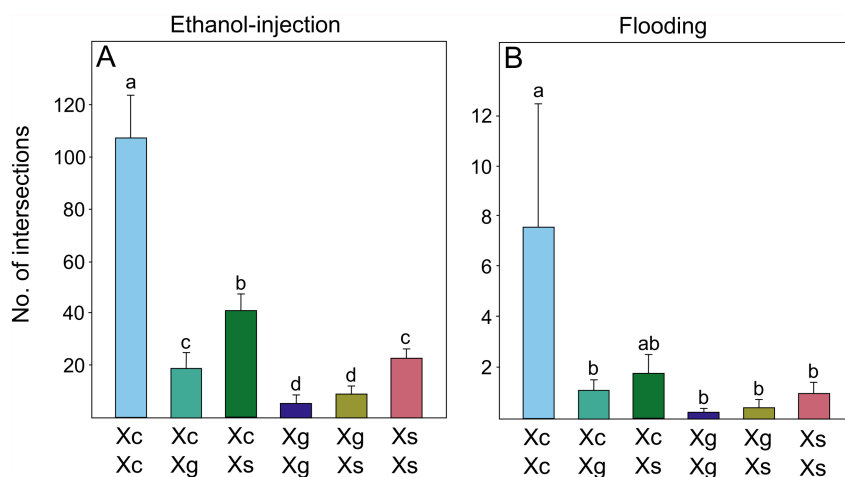 Ethanol-injection
Flooding
A
B
No. of intersections
120
100
80
60
40
20
a
c
b
d
d
c
Xc Xc Xc Xg Xg Xs
Xc Xg Xs Xg Xs Xs
12
10
8
6
4
2
a
b
ab
b
b
b
Xc Xc Xc Xg Xg Xs
Xc Xg Xs Xg Xs Xs